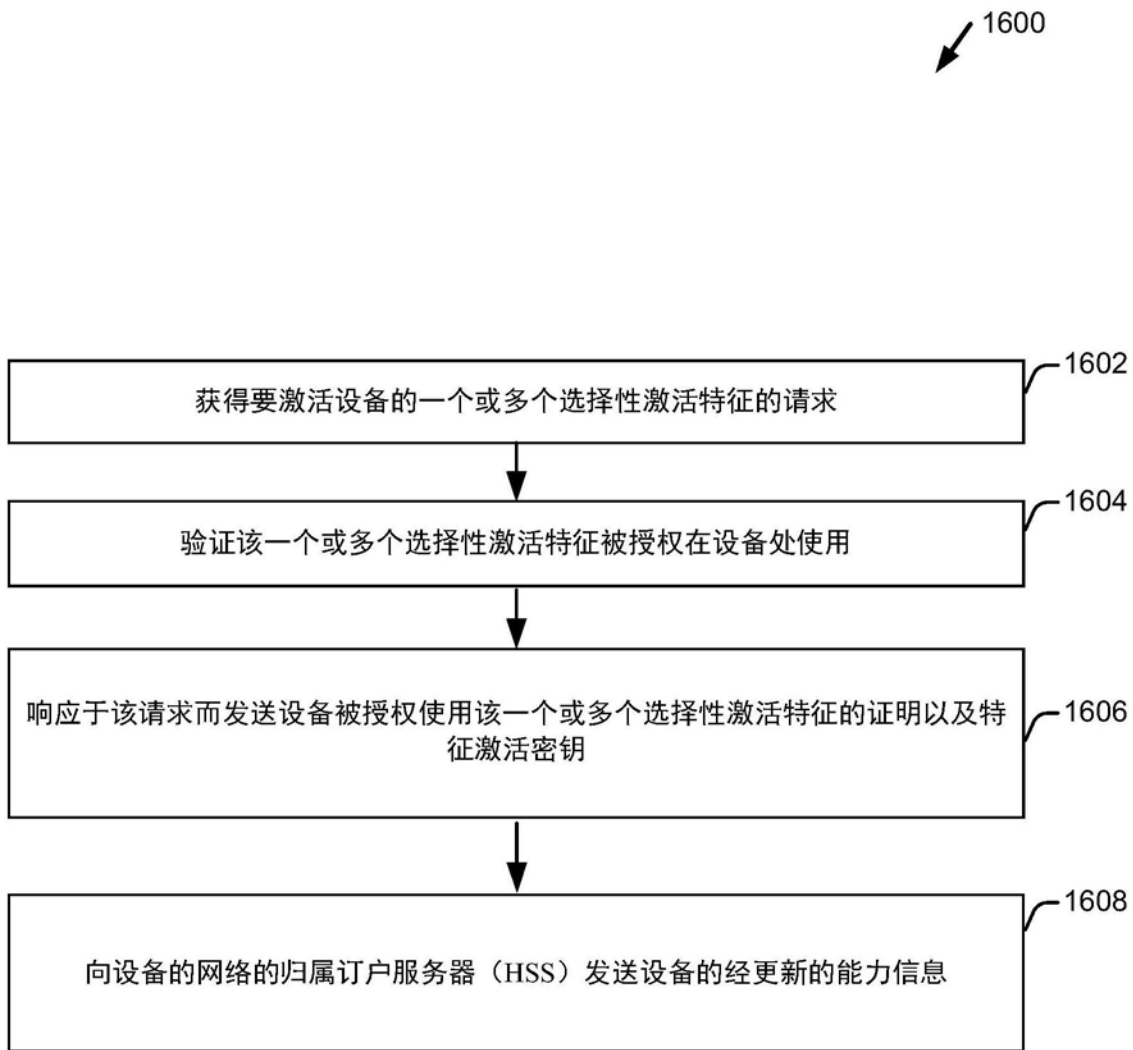 1600
1602
获得要激活设备的一个或多个选择性激活特征的请求
1604
验证该一个或多个选择性激活特征被授权在设备处使用
响应于该请求而发送设备被授权使用该一个或多个选择性激活特征的证明以及特
征激活密钥
1606
1608
向设备的网络的归属订户服务器（HSS）发送设备的经更新的能力信息